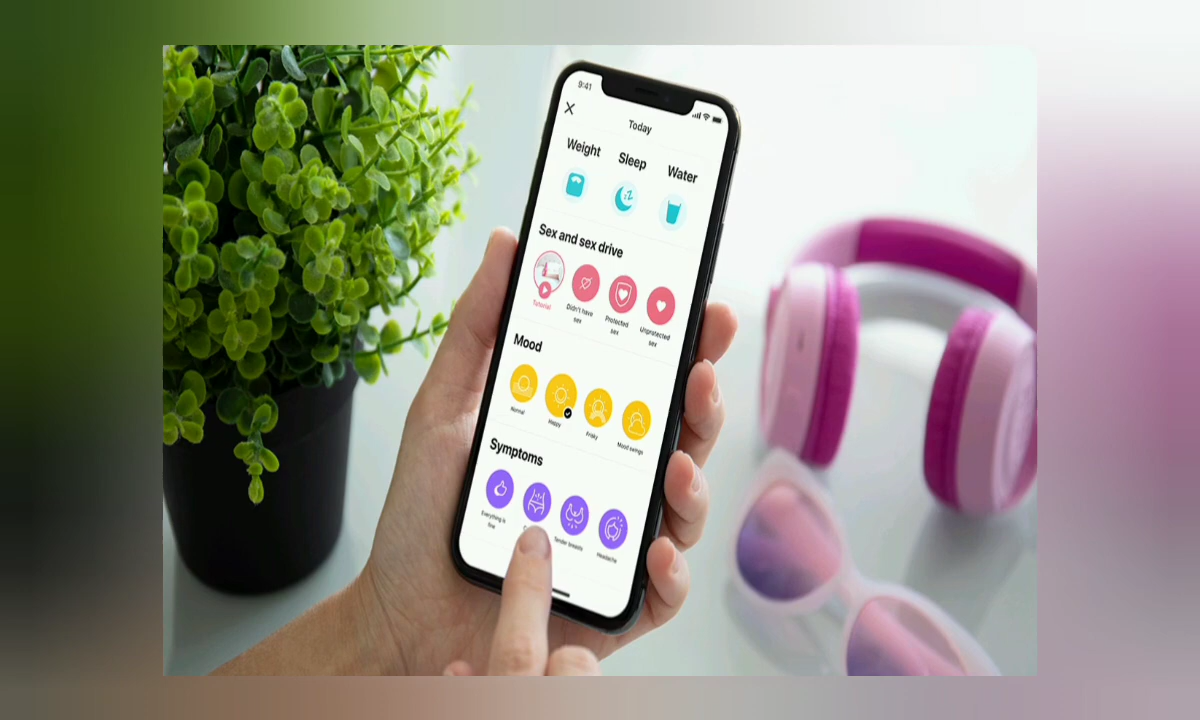 9:41
Today
Weight Sleep Water
Sex and sex drive
Tutorial
Didn't have
sex
Protected
sex
Unprotected
sex
Mood
Normal
Happy
Frisky
Mood swings
Symptoms
Everything is
fine
Tender breasts
Headache